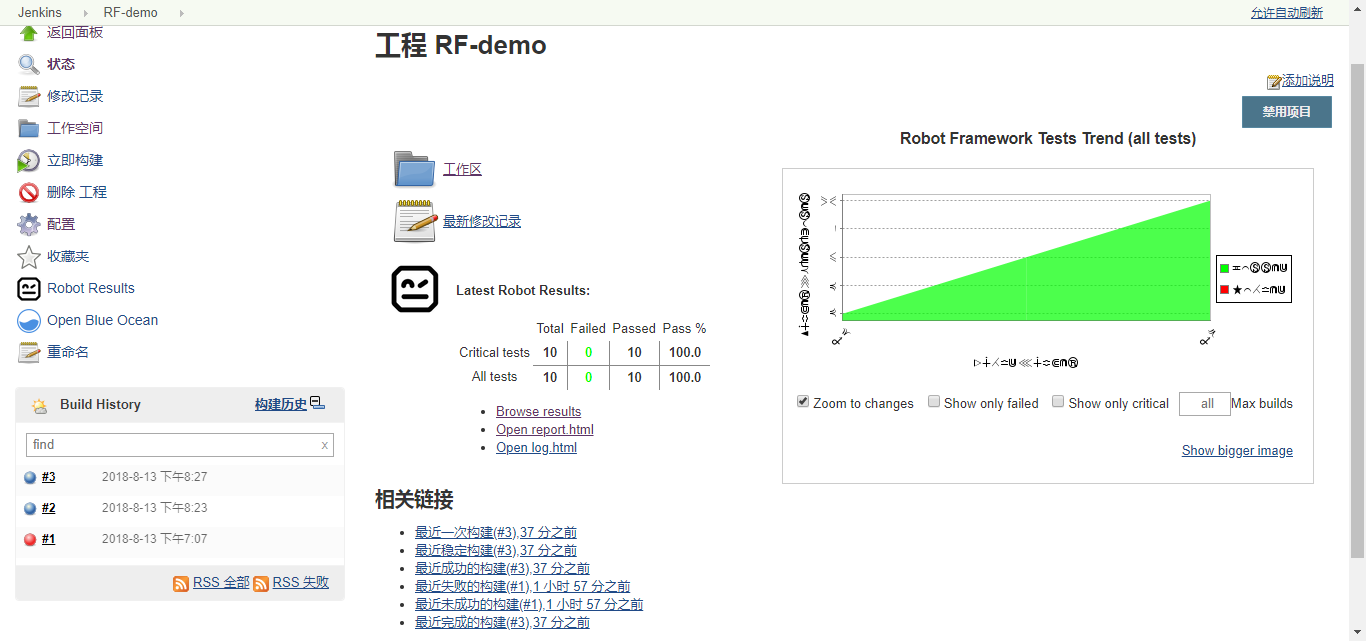 Jenkins
RF-demo
允许自动刷新
返回面板
状态
修改记录
工作空间
立即构建
删除 工程
配置
收藏夹
Robot Results
Open Blue Ocean
重命名
Build History 构建历史
find x
#3 2018-8-13 下午8:27
#2 2018-8-13 下午8:23
#1 2018-8-13 下午7:07
RSS 全部 RSS 失败
工程 RF-demo
添加说明
禁用项目
工作区
最新修改记录
Latest Robot Results:
Total Failed Passed Pass %
Critical tests 10 0 10 100.0
All tests 10 0 10 100.0
Browse results
Open report.html
Open log.html
相关链接
最近一次构建(#3),37 分之前
最近稳定构建(#3),37 分之前
最近成功的构建(#3),37 分之前
最近失败的构建(#1),1 小时 57 分之前
最近未成功的构建(#1),1 小时 57 分之前
最近完成的构建(#3),37 分之前
Robot Framework Tests Trend (all tests)
Zoom to changes Show only failed Show only critical all Max builds
Show bigger image